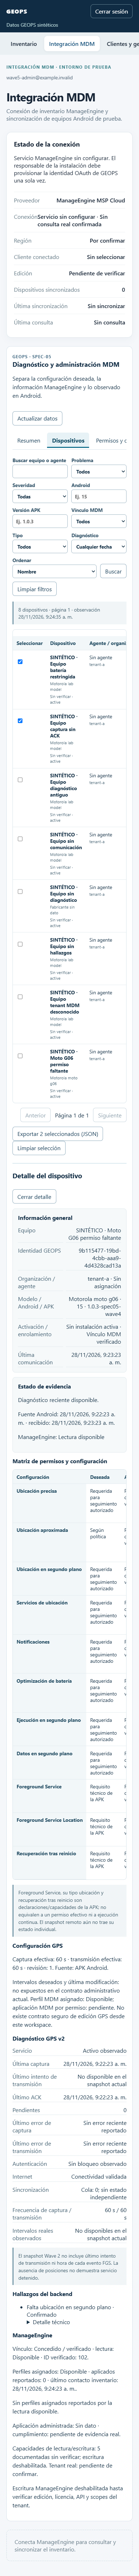 GEOPS
Cerrar sesión
Datos GEOPS sintéticos
Inventario
Integración MDM
Clientes y ge
INTEGRACIÓN MDM · ENTORNO DE PRUEBA
wave5-admin@example.invalid
Integración MDM
Conexión de inventario ManageEngine y
sincronización de equipos Android de prueba.
Estado de la conexión
Servicio ManageEngine sin configurar. El
responsable de la integración debe
provisionar la identidad OAuth de GEOPS
una sola vez.
Proveedor
ManageEngine MSP Cloud
Conexión
Servicio sin configurar · Sin
consulta real confirmada
Región
Por confirmar
Cliente conectado
Sin seleccionar
Edición
Pendiente de verificar
Dispositivos sincronizados
0
Última sincronización
Sin sincronizar
Última consulta
Sin consulta
GEOPS · SPEC-05
Diagnóstico y administración MDM
Separa la configuración deseada, la
información ManageEngine y lo observado
en Android.
Actualizar datos
Resumen
Dispositivos
Permisos y c
Buscar equipo o agente
Problema
Todos
Severidad
Todas
Android
Ej. 15
Versión APK
Ej. 1.0.3
Vínculo MDM
Todos
Tipo
Todos
Diagnóstico
Cualquier fecha
Ordenar
Nombre
Buscar
Limpiar filtros
8 dispositivos · página 1 · observación
28/11/2026, 9:24:35 a. m.
Seleccionar
Dispositivo
Agente / organi
SINTÉTICO ·
Equipo
batería
restringida
Motorola lab
model
Sin verificar ·
active
Sin agente
tenant-a
SINTÉTICO ·
Equipo
captura sin
ACK
Motorola lab
model
Sin verificar ·
active
Sin agente
tenant-a
SINTÉTICO ·
Equipo
diagnóstico
antiguo
Motorola lab
model
Sin verificar ·
active
Sin agente
tenant-a
SINTÉTICO ·
Equipo sin
comunicación
Motorola lab
model
Sin verificar ·
active
Sin agente
tenant-a
SINTÉTICO ·
Equipo sin
diagnóstico
Fabricante sin
dato
Sin verificar ·
active
Sin agente
tenant-a
SINTÉTICO ·
Equipo sin
hallazgos
Motorola lab
model
Sin verificar ·
active
Sin agente
tenant-a
SINTÉTICO ·
Equipo
tenant MDM
desconocido
Motorola lab
model
Sin verificar ·
active
Sin agente
tenant-a
SINTÉTICO ·
Moto G06
permiso
faltante
Motorola moto
g06
Sin verificar ·
active
Sin agente
tenant-a
Anterior
Página 1 de 1
Siguiente
Exportar 2 seleccionados (JSON)
Limpiar selección
Detalle del dispositivo
Cerrar detalle
Información general
Equipo
SINTÉTICO · Moto
G06 permiso faltante
Identidad GEOPS
9b115477-19bd-
4cbb-aaa9-
4d4328cad13a
Organización /
agente
tenant-a · Sin
asignación
Modelo /
Android / APK
Motorola moto g06 ·
15 · 1.0.3-spec05-
wave4
Activación /
enrolamiento
Sin instalación activa ·
Vínculo MDM
verificado
Última
comunicación
28/11/2026, 9:23:23
a. m.
Estado de evidencia
Diagnóstico reciente disponible.
Fuente Android: 28/11/2026, 9:22:23 a.
m. · recibido: 28/11/2026, 9:23:23 a. m.
ManageEngine: Lectura disponible
Matriz de permisos y configuración
Configuración
Deseada
Ubicación precisa
Requerida
para
seguimiento
autorizado
Ubicación aproximada
Según
política
Ubicación en segundo plano
Requerida
para
seguimiento
autorizado
Servicios de ubicación
Requerida
para
seguimiento
autorizado
Notificaciones
Requerida
para
seguimiento
autorizado
Optimización de batería
Requerida
para
seguimiento
autorizado
Ejecución en segundo plano
Requerida
para
seguimiento
autorizado
Datos en segundo plano
Requerida
para
seguimiento
autorizado
Foreground Service
Requisito
técnico de
la APK
Foreground Service Location
Requisito
técnico de
la APK
Recuperación tras reinicio
Requisito
técnico de
la APK
Foreground Service, su tipo ubicación y
recuperación tras reinicio son
declaraciones/capacidades de la APK; no
equivalen a un permiso efectivo ni a ejecución
continua. El snapshot remoto aún no trae su
estado individual.
Configuración GPS
Captura efectiva: 60 s · transmisión efectiva:
60 s · revisión: 1. Fuente: APK Android.
Intervalos deseados y última modificación:
no expuestos en el contrato administrativo
actual. Perfil MDM asignado: Disponible;
aplicación MDM por permiso: pendiente. No
existe contrato seguro de edición GPS desde
este workspace.
Diagnóstico GPS v2
Servicio
Activo observado
Última captura
28/11/2026, 9:22:23 a. m.
Último intento de
transmisión
No disponible en el
snapshot actual
Último ACK
28/11/2026, 9:22:23 a. m.
Pendientes
0
Último error de
captura
Sin error reciente
reportado
Último error de
transmisión
Sin error reciente
reportado
Autenticación
Sin bloqueo observado
Internet
Conectividad validada
Sincronización
Cola: 0; sin estado
independiente
Frecuencia captura /
transmisión
60 s / 60
s
Intervalos reales
observados
No disponibles en el
snapshot actual
El snapshot Wave 2 no incluye último intento
de transmisión ni hora de cada evento FGS. La
ausencia de posiciones no demuestra servicio
detenido.
Hallazgos del backend
Falta ubicación en segundo plano ·
Confirmado
Detalle técnico
ManageEngine
Vínculo: Conocido / verificado · lectura:
Disponible · ID verificado: 102.
Perfiles asignados: Disponible · aplicados
reportados: 0 · último contacto inventario:
28/11/2026, 9:24:23 a. m..
Sin perfiles asignados reportados por la
lectura disponible.
Aplicación administrada: Sin dato ·
cumplimiento: pendiente de evidencia real.
Capacidades de lectura/escritura: 5
documentadas sin verificar; escritura
deshabilitada. Tenant real: pendiente de
confirmar.
Escritura ManageEngine deshabilitada hasta
verificar edición, licencia, API y scopes del
tenant.
Conecta ManageEngine para consultar y
sincronizar el inventario.